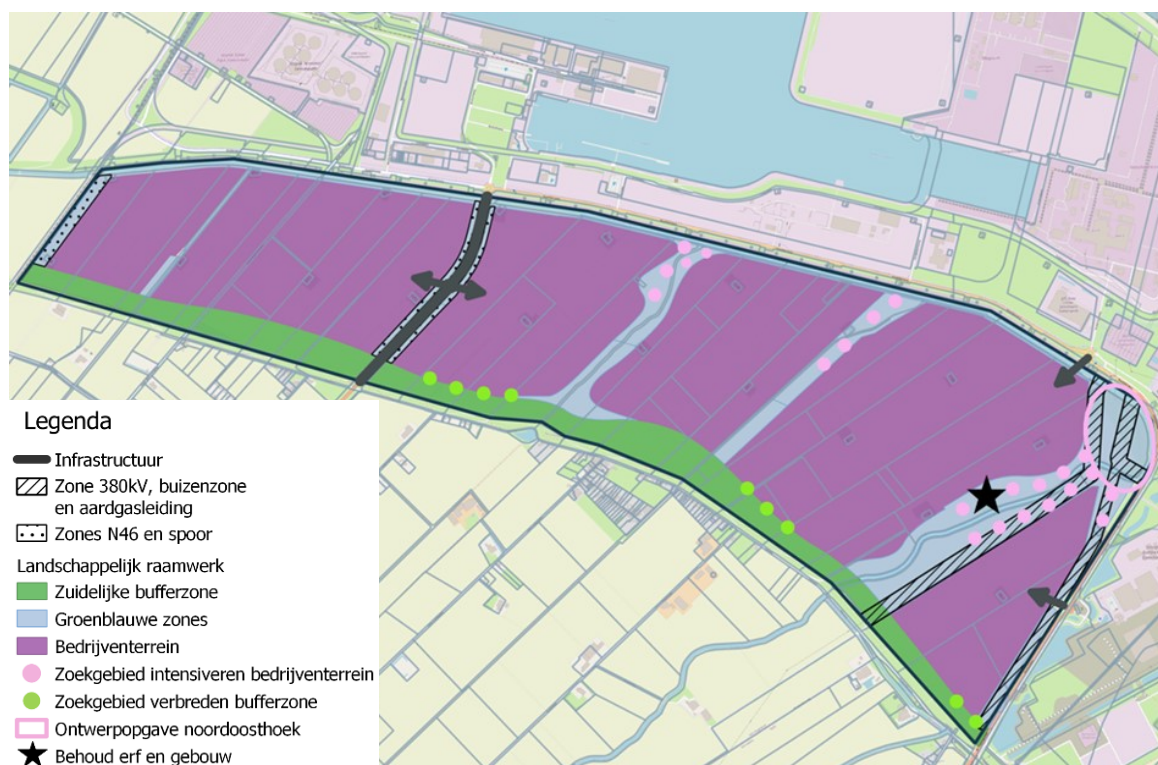 Legenda
Infrastructuur
Zone 380kV, buizenzone
en aardgasleiding
Zones N46 en spoor
Landschappelijk raamwerk
Zuidelijke bufferzone
Groenblauwe zones
Bedrijventerrein
Zoekgebied intensiveren bedrijventerrein
Zoekgebied verbreden bufferzone
Ontwerpopgave noordoosthoek
Behoud erf en gebouw